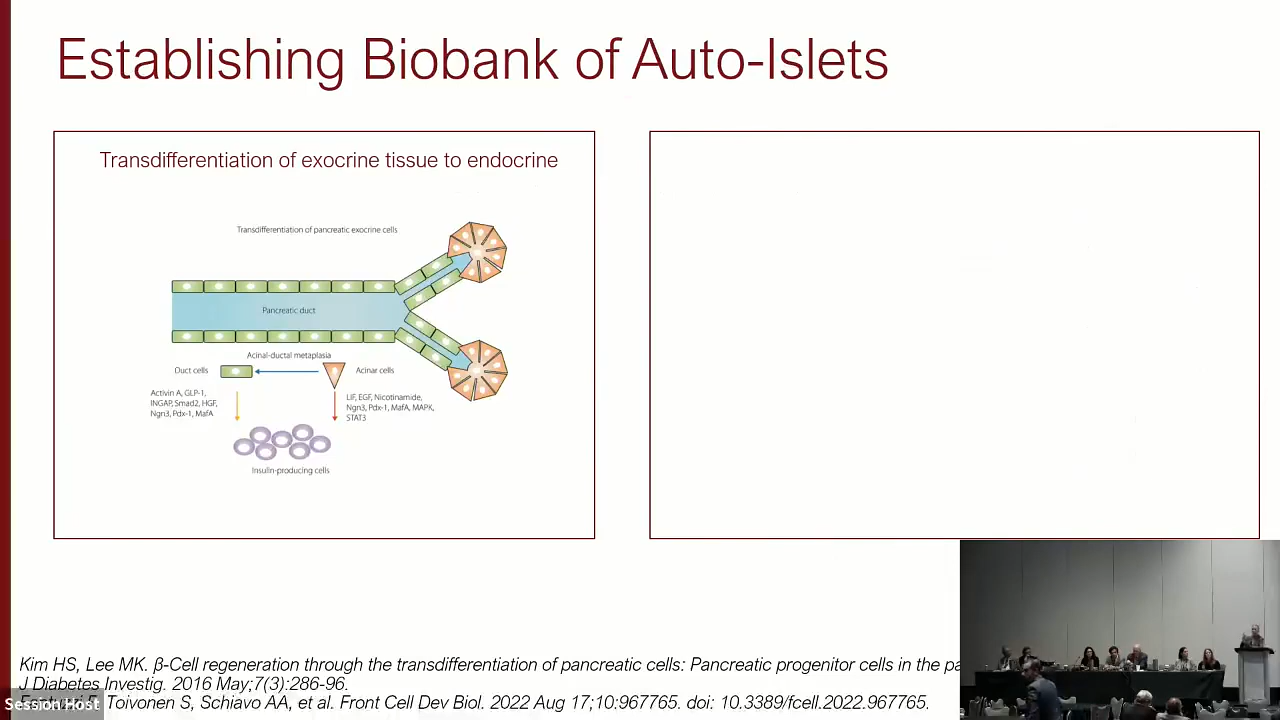 Establishing Biobank of Auto-Islets
Transdifferentiation of exocrine tissue to endocrine
Transdifferentiation of pancreatic exocrine cells
Pancreatic duct
Acinal-ductal metaplasia
Duct cells
Acinar cells
Activin A, GLP-1,
INGAP, Smad2, HGF,
Ngn3, Pdx-1, MafA
LIF, EGF, Nicotinamide,
Ngn3, Pdx-1, MafA, MAPK,
STAT3
Insulin-producing cells
Kim HS, Lee MK. β-Cell regeneration through the transdifferentiation of pancreatic cells: Pancreatic progenitor cells in the
J Diabetes Investig. 2016 May;7(3):286-96.
Toivonen S, Schiavo AA, et al. Front Cell Dev Biol. 2022 Aug 17;10:967765. doi: 10.3389/fcell.2022.967765.
Session Host